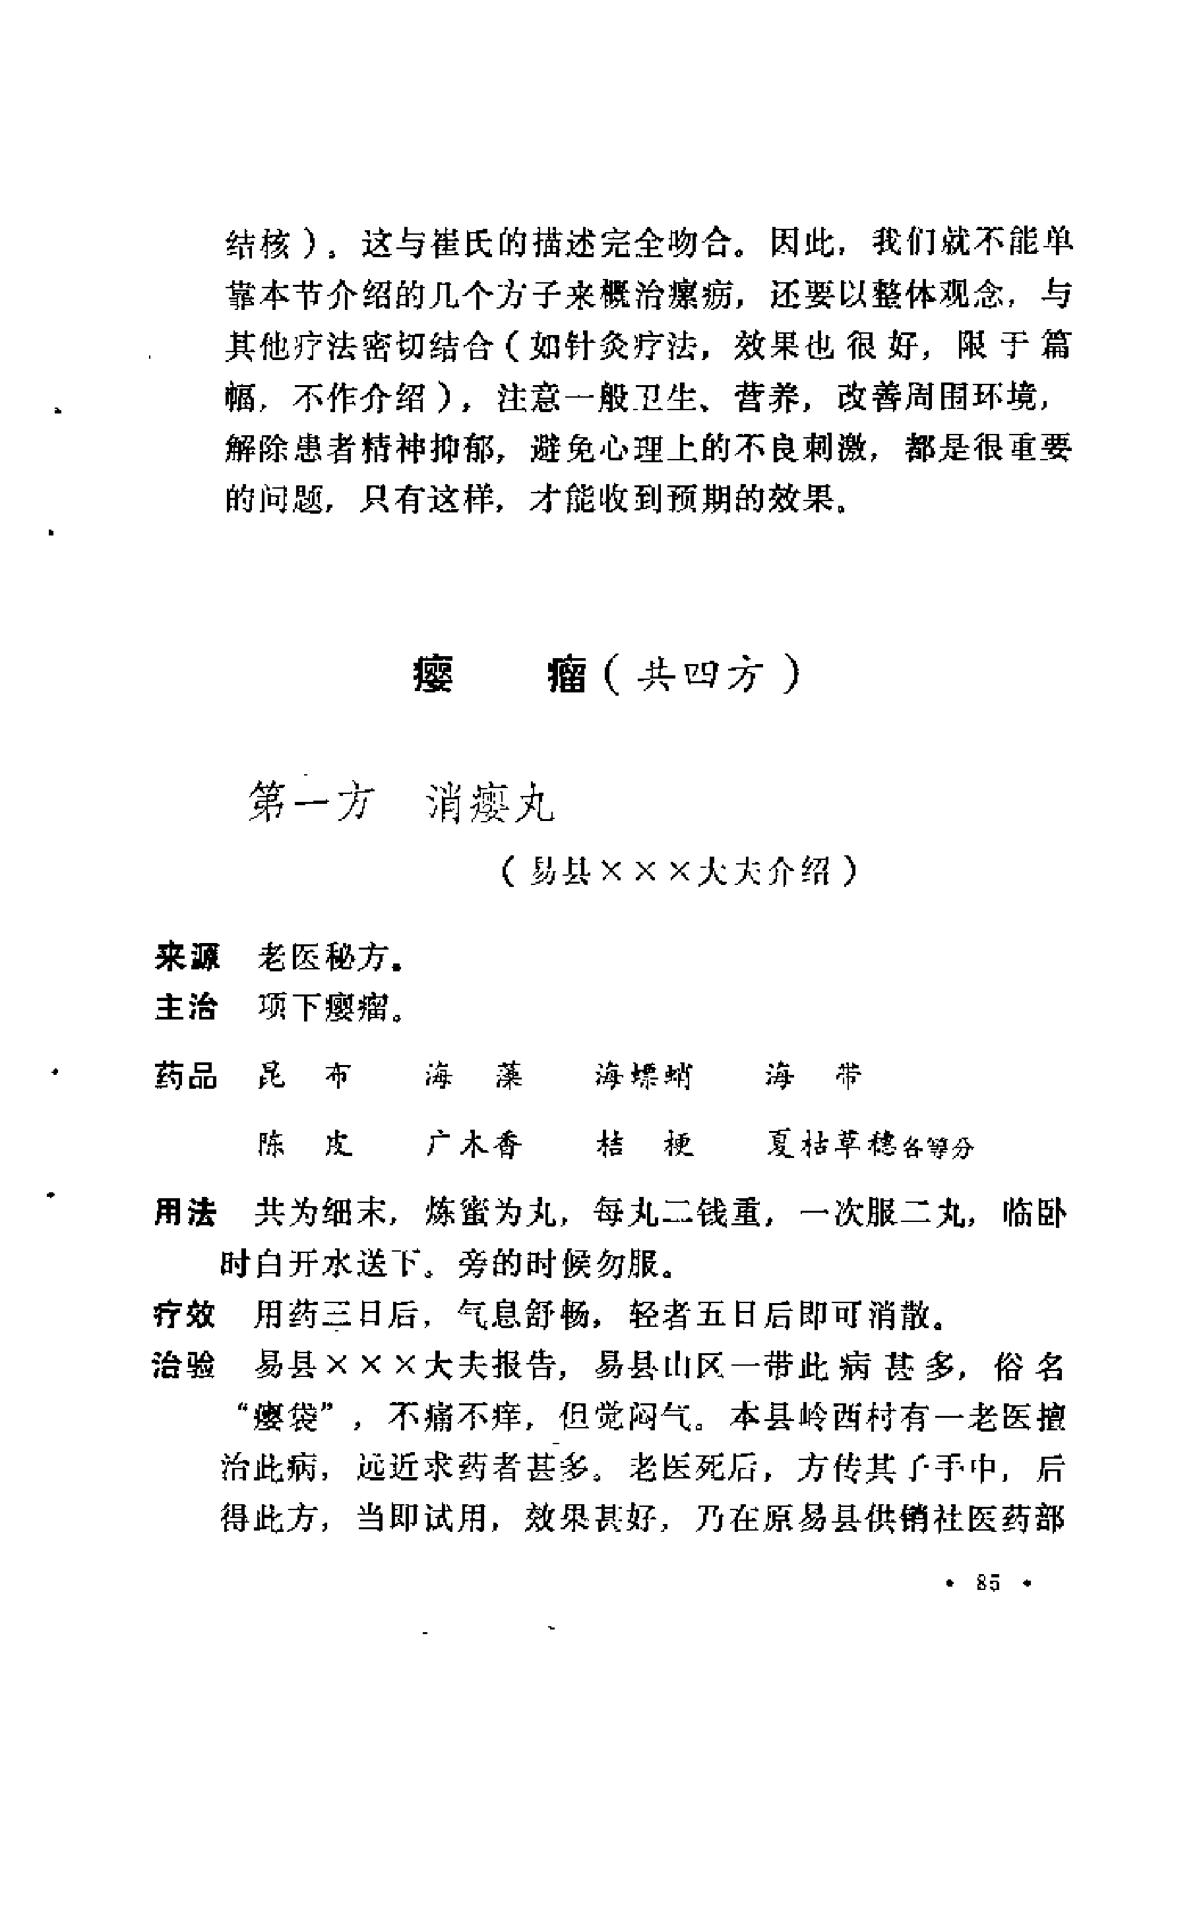 结核）。这与崔氏的描述完全吻合。因此，我们就不能单
靠本节介绍的几个方子来概治瘰疬，还要以整体观念，与
其他疗法密切结合（如针灸疗法，效果也很好，限于篇
幅，不作介绍），注意一般卫生、营养，改善周围环境，
解除患者精神抑郁，避免心理上的不良刺激，都是很重要
的问题，只有这样，才能收到预期的效果。
瘿　　瘤（共四方）
第一方　消瘿丸
（易县×××大夫介绍）
来源　老医秘方。
主治　项下瘿瘤。
药品　昆　布　　海　藻　　海螵蛸　　海　带
陈　皮　　广木香　　桔　梗　　夏枯草穗各等分
用法　共为细末，炼蜜为丸，每丸二钱重，一次服二丸，临卧
时白开水送下。旁的时候勿服。
疗效　用药三日后，气息舒畅，轻者五日后即可消散。
治验　易县×××大夫报告，易县山区一带此病甚多，俗名
“瘿袋”，不痛不痒，但觉闷气。本县岭西村有一老医擅
治此病，远近求药者甚多。老医死后，方传其子手中，后
得此方，当即试用，效果甚好，乃在原易县供销社医药部
• 85 •